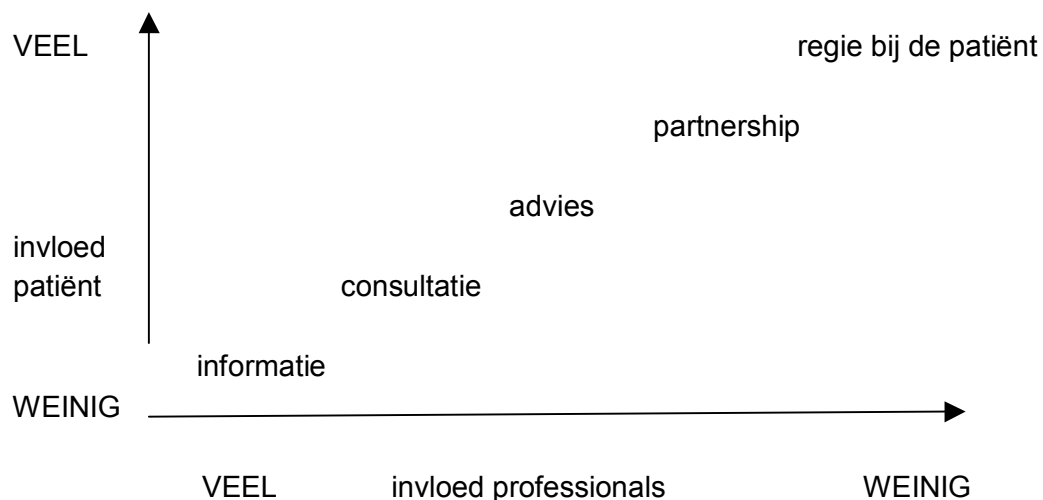 VEEL regie bij de patiënt
partnership
advies
invloed
patiënt consultatie
informatie
WEINIG
VEEL invloed professionals WEINIG